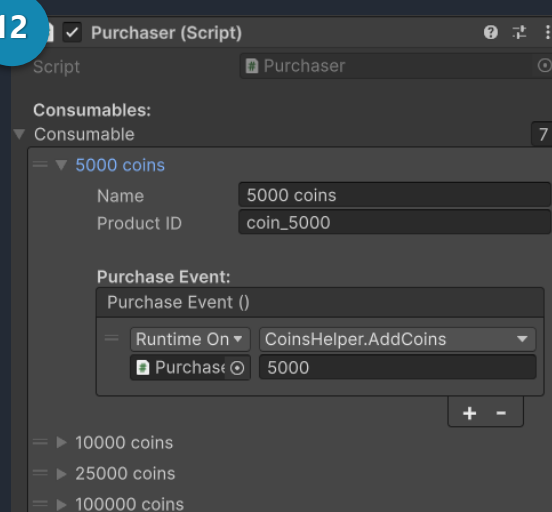 12
Purchaser (Script)
Script # Purchaser
Consumables:
Consumable 7
5000 coins
Name 5000 coins
Product ID coin_5000
Purchase Event:
Purchase Event ()
Runtime On CoinsHelper.AddCoins
# Purchase 5000
+ -
10000 coins
25000 coins
100000 coins